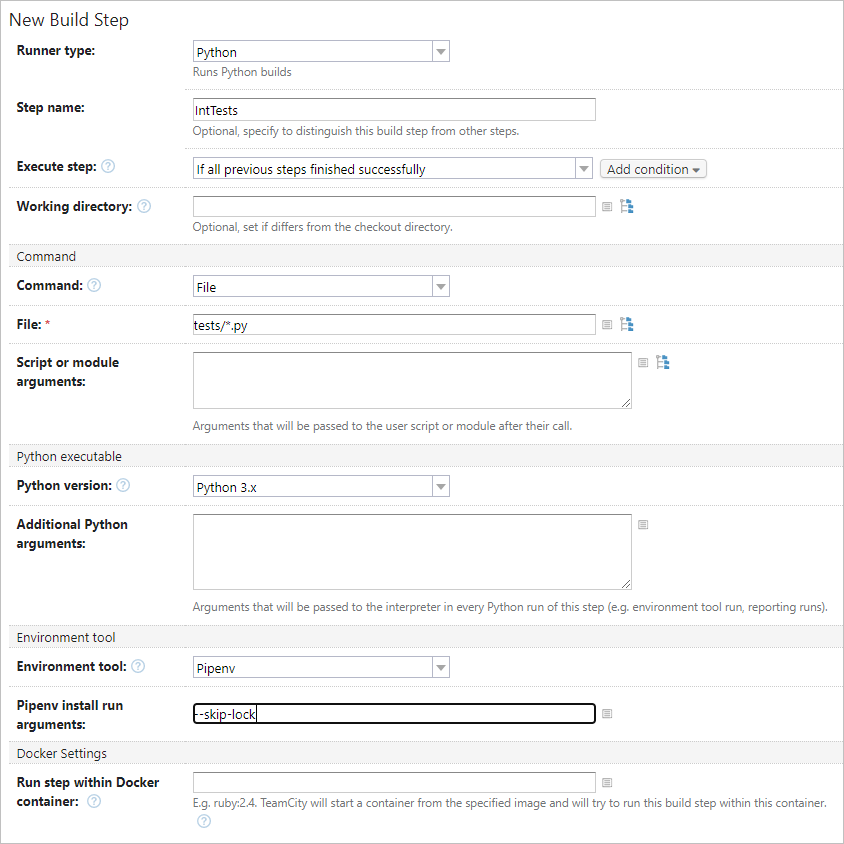 New Build Step
Runner type:
Python
Runs Python builds
Step name:
IntTests
Optional, specify to distinguish this build step from other steps.
Execute step: ?
If all previous steps finished successfully
Add condition
Working directory: ?
Optional, set if differs from the checkout directory.
Command
Command: ?
File
File: *
tests/*.py
Script or module
arguments:
Arguments that will be passed to the user script or module after their call.
Python executable
Python version: ?
Python 3.x
Additional Python
arguments:
Arguments that will be passed to the interpreter in every Python run of this step (e.g. environment tool run, reporting runs).
Environment tool
Environment tool: ?
Pipenv
Pipenv install run
arguments:
--skip-lock
Docker Settings
Run step within Docker
container: ?
E.g. ruby:2.4. TeamCity will start a container from the specified image and will try to run this build step within this container.
?